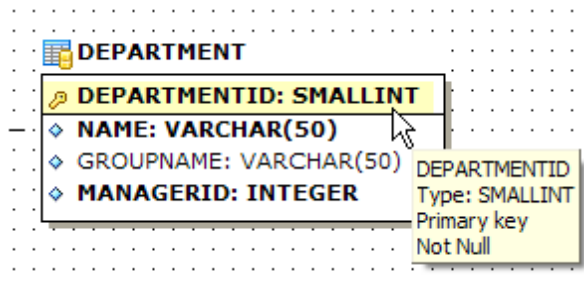 DEPARTMENT
DEPARTMENTID: SMALLINT
NAME: VARCHAR(50)
GROUPNAME: VARCHAR(50)
MANAGERID: INTEGER
DEPARTMENTID
Type: SMALLINT
Primary key
Not Null